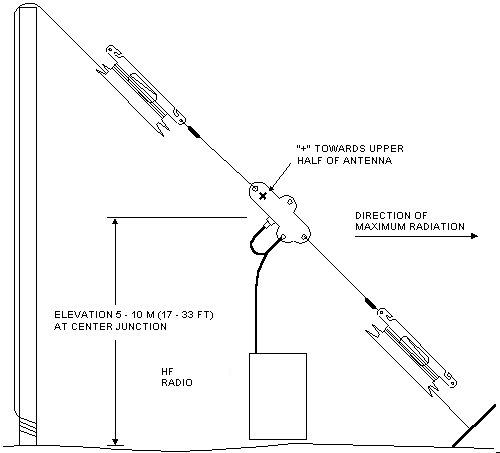 "+" TOWARDS UPPER
HALF OF ANTENNA
DIRECTION OF
MAXIMUM RADIATION
ELEVATION 5 - 10 M (17 - 33 FT)
AT CENTER JUNCTION
HF
RADIO